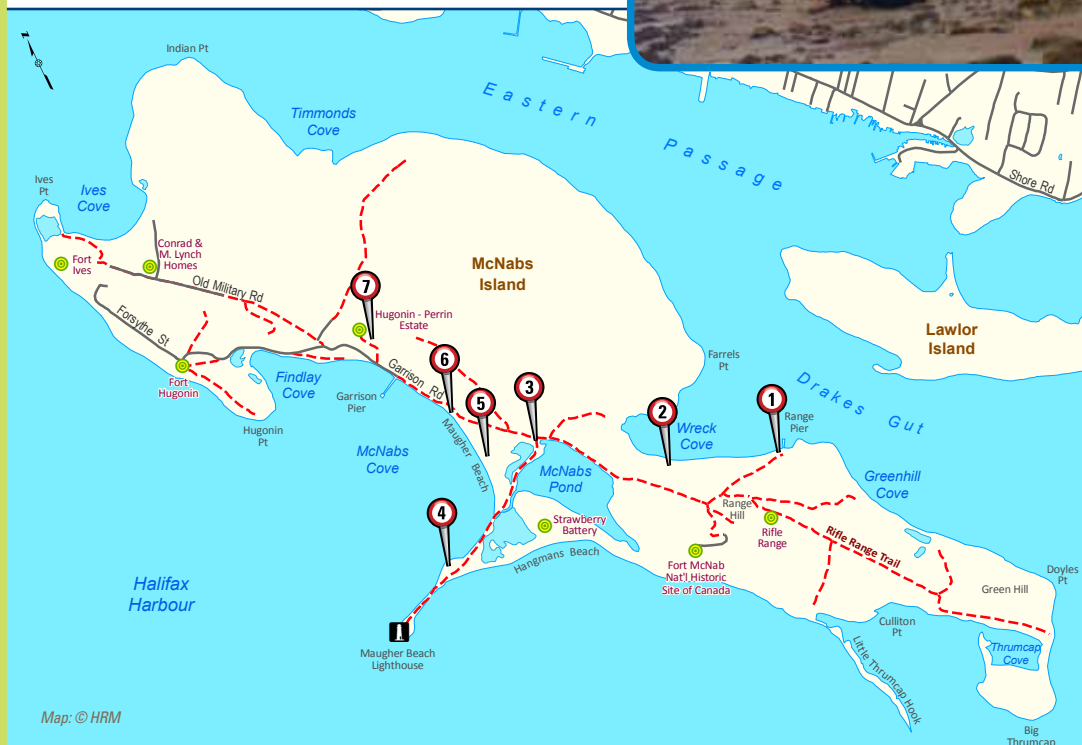 Indian Pt
Timmonds
Cove
Eastern
Passage
Shore Rd
Ives
Pt
Ives
Cove
Fort
Ives
Conrad &
M. Lynch
Homes
Old Military Rd
Forsythe St
Fort
Hugonin
Hugonin
Pt
Findlay
Cove
Garrison
Pier
McNabs
Island
7
Hugonin - Perrin
Estate
Garrison Rd
6
5
3
McNabs
Cove
Maugher Beach
McNabs
Pond
4
Strawberry
Battery
Hangmans Beach
Maugher Beach
Lighthouse
Halifax
Harbour
Farrels
Pt
2
Wreck
Cove
1
Range
Pier
Drakes Gut
Lawlor
Island
Greenhill
Cove
Range
Hill
Rifle
Range
Rifle Range Trail
Fort McNab
Nat'l Historic
Site of Canada
Green Hill
Doyles
Pt
Culliton
Pt
Little Thrumcap Hook
Thrumcap
Cove
Big
Thrumcap
Map: © HRM